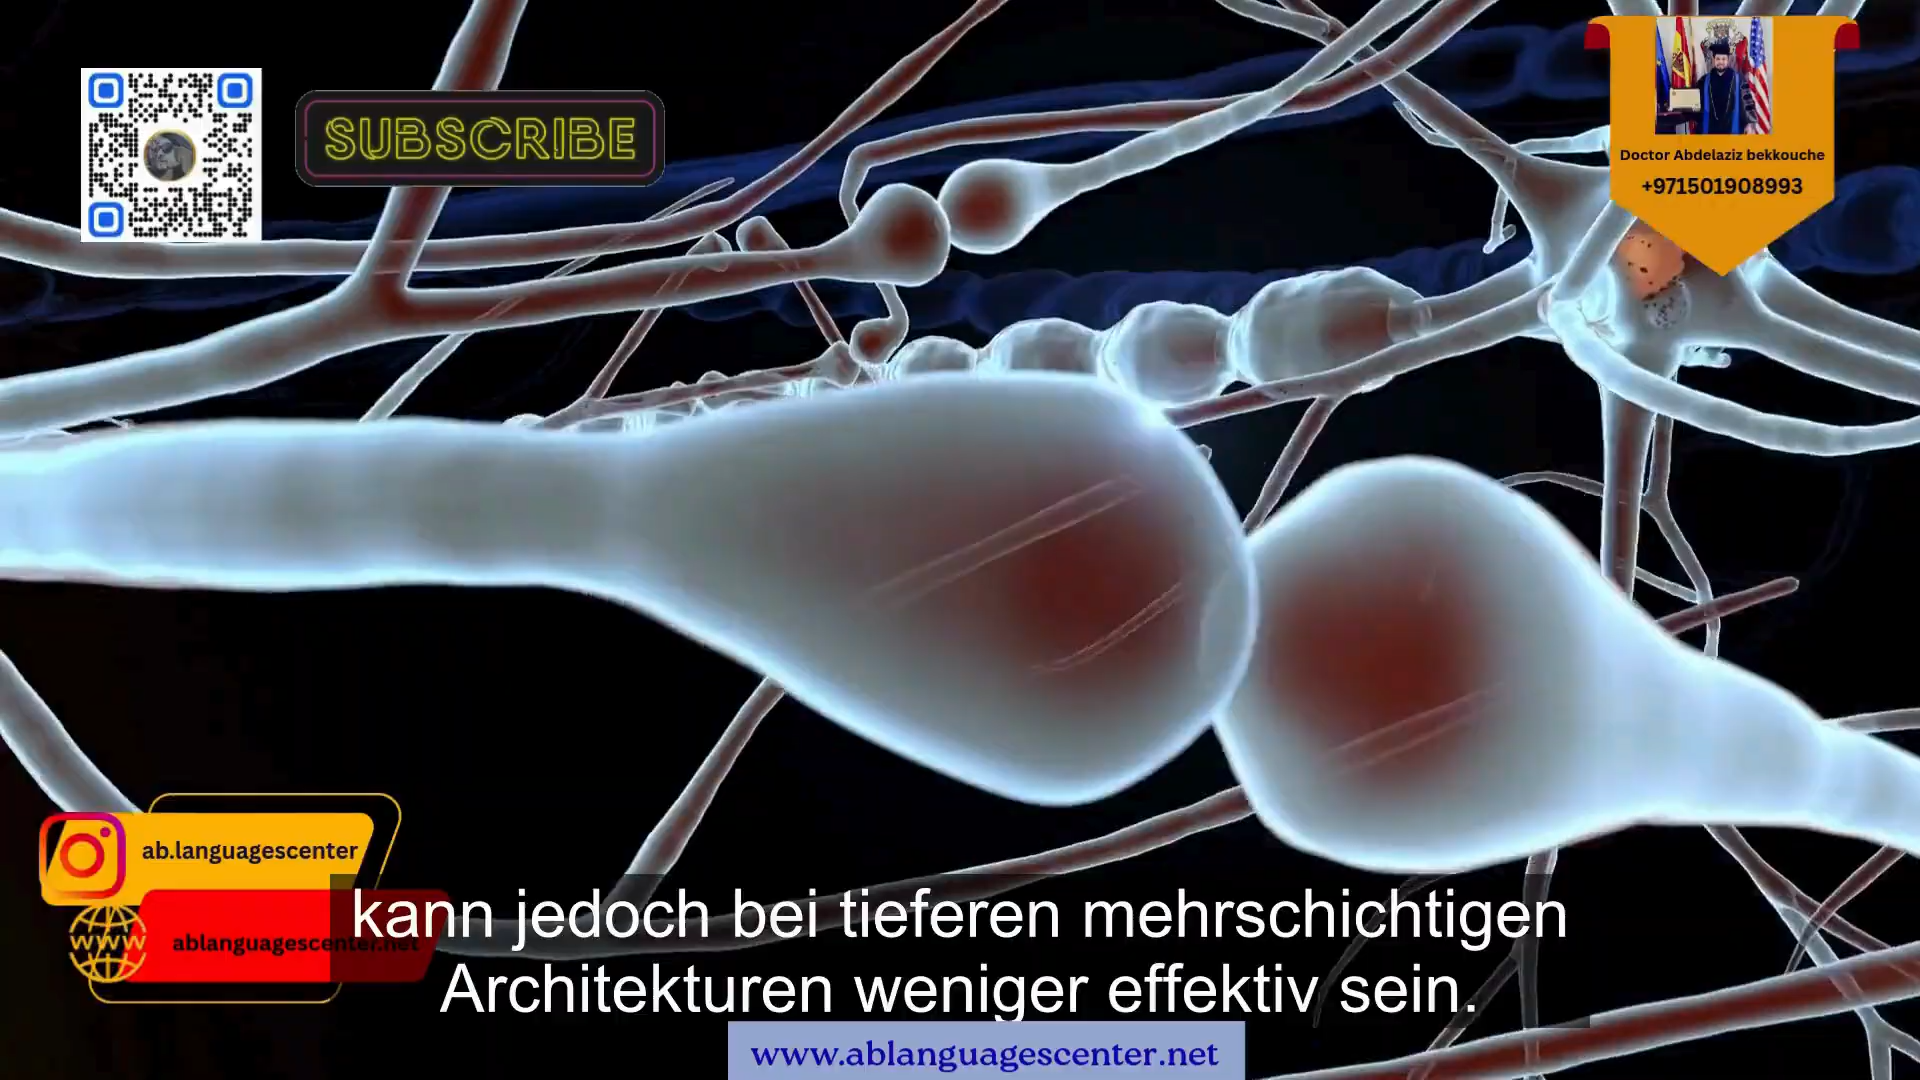 SUBSCRIBE
Doctor Abdelaziz bekkouche
+971501908993
ab.languagescenter
www
ablanguagescenter.net
kann jedoch bei tieferen mehrschichtigen
Architekturen weniger effektiv sein.
www.ablanguagescenter.net